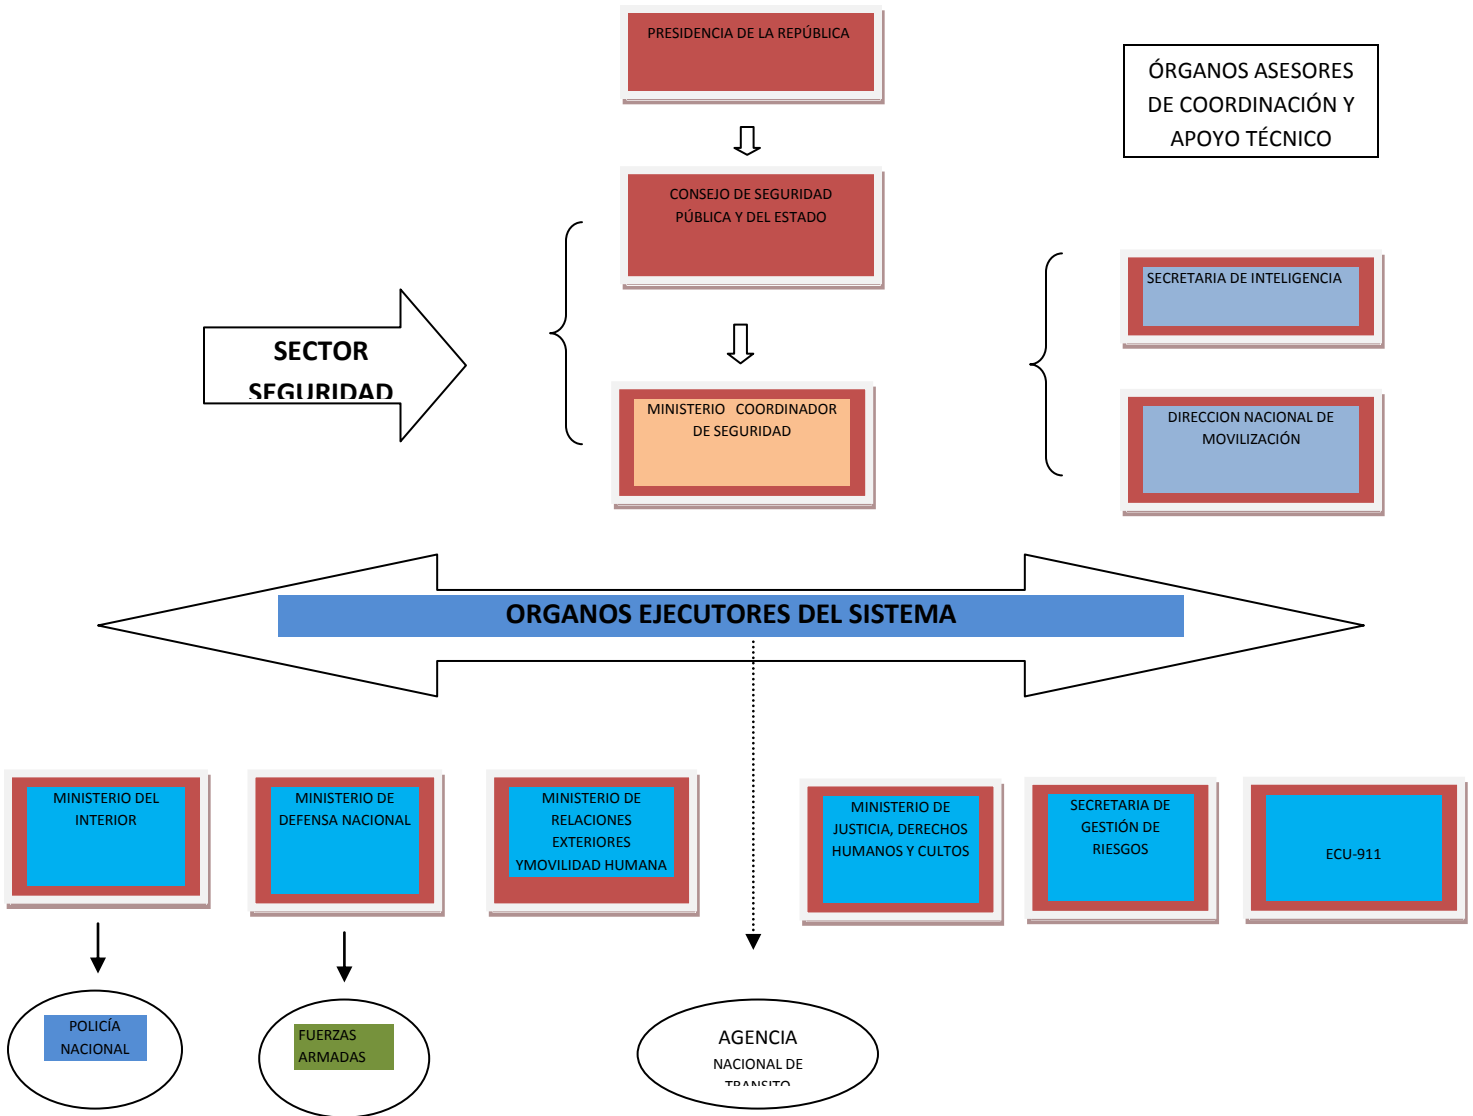 PRESIDENCIA DE LA REPÚBLICA
ÓRGANOS ASESORES
DE COORDINACIÓN Y
APOYO TÉCNICO
CONSEJO DE SEGURIDAD
PÚBLICA Y DEL ESTADO
SECRETARIA DE INTELIGENCIA
SECTOR
SEGURIDAD
MINISTERIO COORDINADOR
DE SEGURIDAD
DIRECCION NACIONAL DE
MOVILIZACIÓN
ORGANOS EJECUTORES DEL SISTEMA
MINISTERIO DEL
INTERIOR
MINISTERIO DE
DEFENSA NACIONAL
MINISTERIO DE
RELACIONES
EXTERIORES
YMOVILIDAD HUMANA
MINISTERIO DE
JUSTICIA, DERECHOS
HUMANOS Y CULTOS
SECRETARIA DE
GESTIÓN DE
RIESGOS
ECU-911
POLICÍA
NACIONAL
FUERZAS
ARMADAS
AGENCIA
NACIONAL DE
TRANSITO